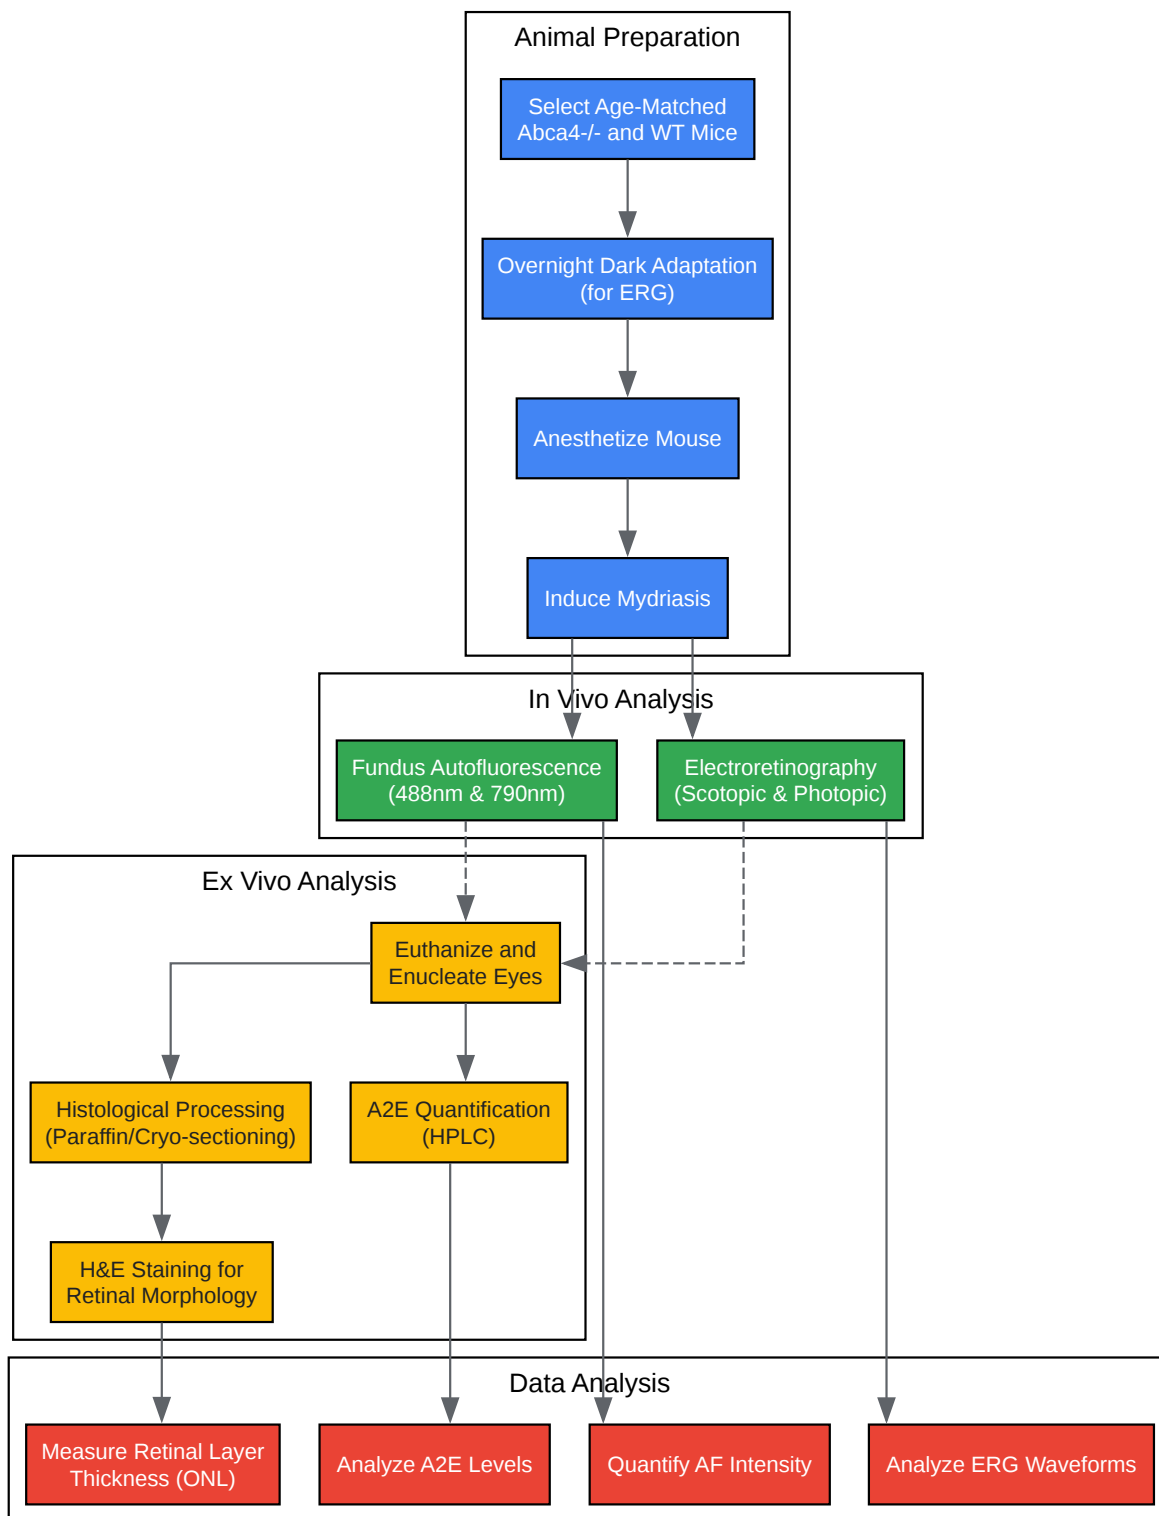 Animal Preparation
Select Age-Matched
Abca4-/- and WT Mice
Overnight Dark Adaptation
(for ERG)
Anesthetize Mouse
Induce Mydriasis
In Vivo Analysis
Fundus Autofluorescence
(488nm & 790nm)
Electroretinography
(Scotopic & Photopic)
Ex Vivo Analysis
Euthanize and
Enucleate Eyes
Histological Processing
(Paraffin/Cryo-sectioning)
A2E Quantification
(HPLC)
H&E Staining for
Retinal Morphology
Data Analysis
Measure Retinal Layer
Thickness (ONL)
Analyze A2E Levels
Quantify AF Intensity
Analyze ERG Waveforms